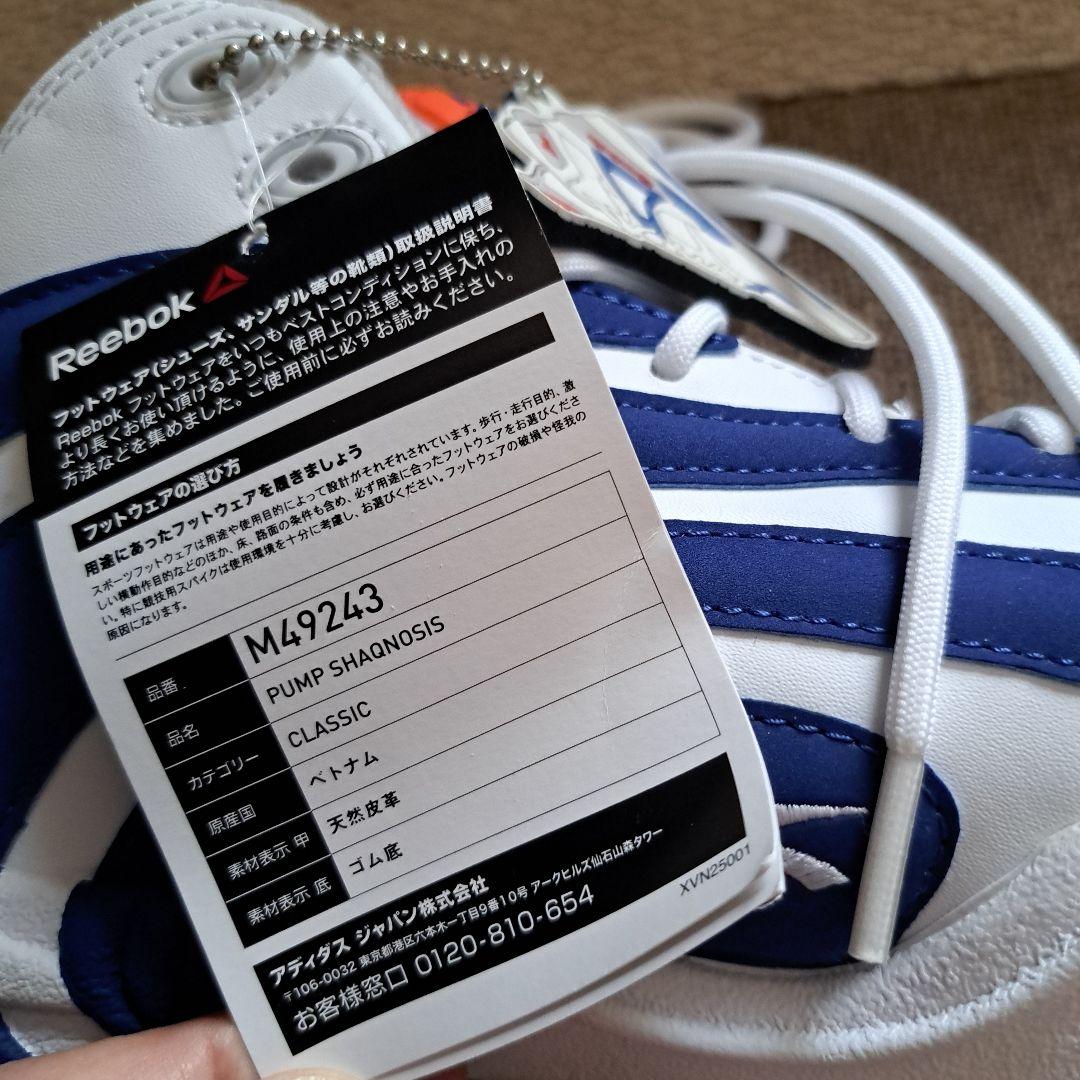 Reebok
フットウェア(シューズ、サンダル等の靴類)取扱説明書
Reebok フットウェアをいつもベストコンディションに保ち、
より長くお使い頂けるように、使用上の注意やお手入れの
方法などを集めました。ご使用前に必ずお読みください。
フットウェアの選び方
用途にあったフットウェアを履きましょう
スポーツフットウェアは用途や使用目的によって設計がそれぞれされています。歩行・走行目的、激
しい横動作目的などのほか、床、路面の条件も含め、必ず用途に合ったフットウェアをお選びくださ
い。特に競技用スパイクは使用環境を十分に考慮し、お選びください。フットウェアの破損や怪我の
原因になります。
品番 M49243
品名 PUMP SHAQNOSIS
カテゴリー CLASSIC
原産国 ベトナム
素材表示 甲 天然皮革
素材表示 底 ゴム底
アディダス ジャパン株式会社
〒106-0032 東京都港区六本木一丁目9番10号 アークヒルズ仙石山森タワー
お客様窓口 0120-810-654
XVN25001